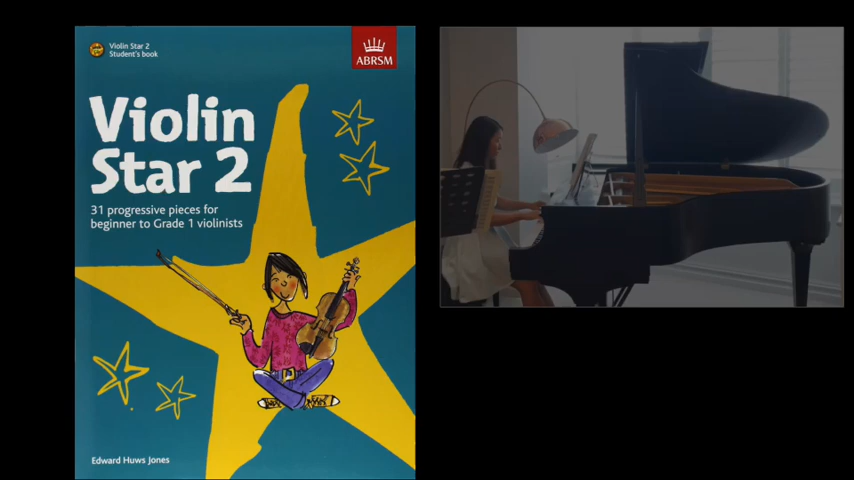 Violin Star 2
Student's book
ABRSM
Violin
Star 2
31 progressive pieces for
beginner to Grade 1 violinists
Edward Huws Jones